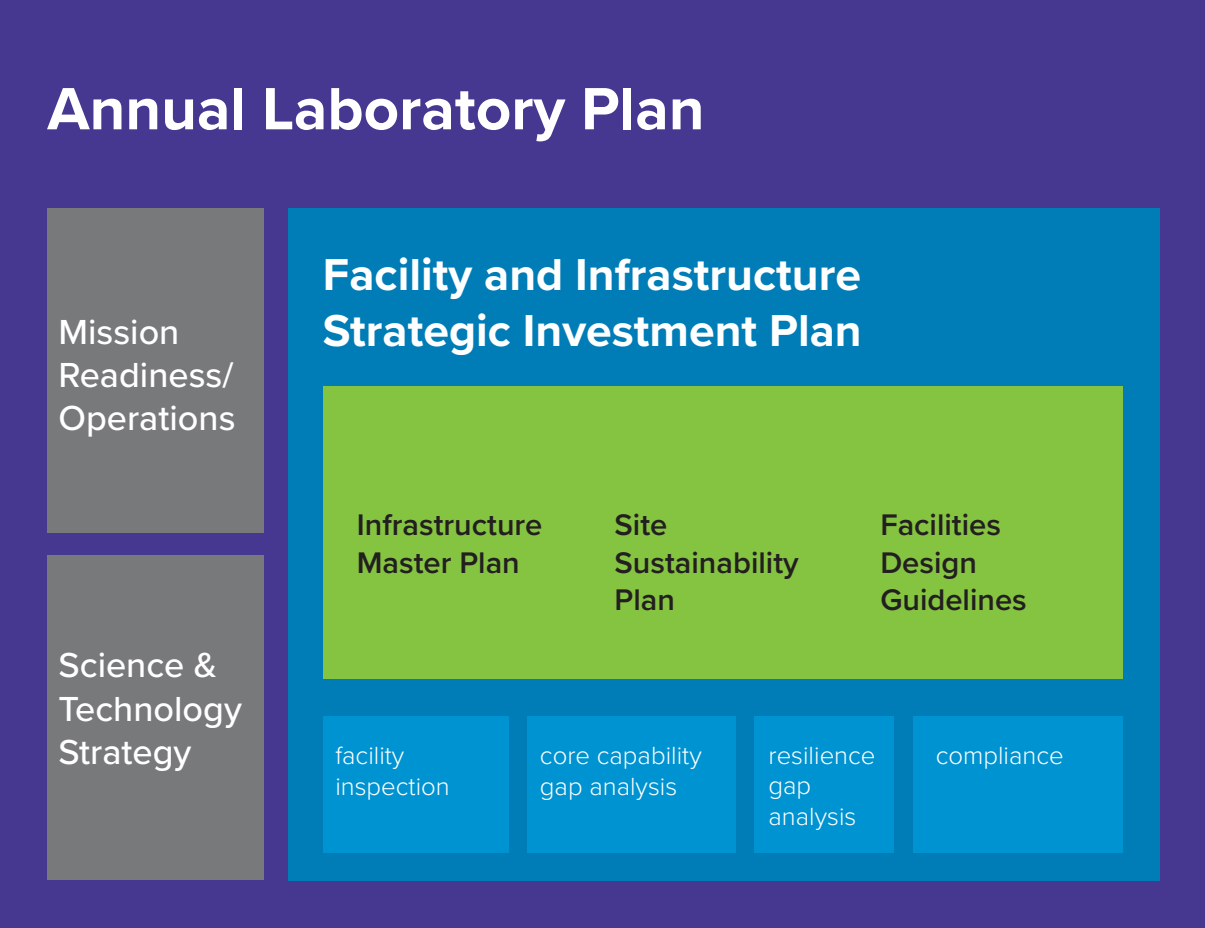 Annual Laboratory Plan
Mission
Readiness/
Operations
Science &
Technology
Strategy
Facility and Infrastructure
Strategic Investment Plan
Infrastructure
Master Plan
Site
Sustainability
Plan
Facilities
Design
Guidelines
facility
inspection
core capability
gap analysis
resilience
gap
analysis
compliance